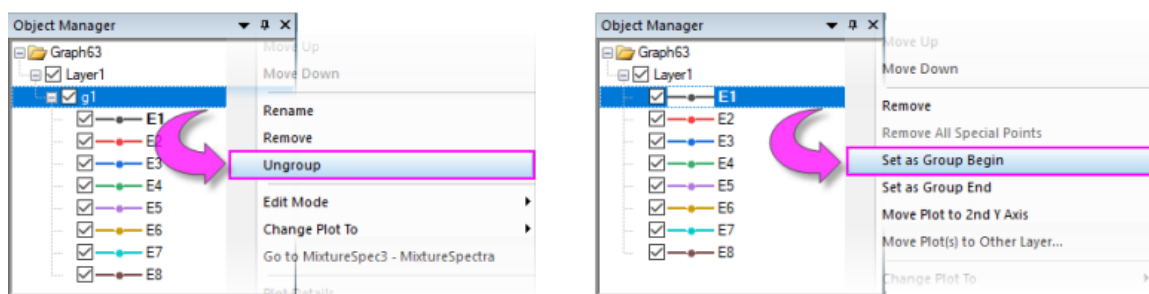 Object Manager
Graph63
Layer1
g1
E1
E2
E3
E4
E5
E6
E7
E8
Move Up
Move Down
Rename
Remove
Ungroup
Edit Mode
Change Plot To
Go to MixtureSpec3 - MixtureSpectra
Plot Details
Object Manager
Graph63
Layer1
E1
E2
E3
E4
E5
E6
E7
E8
Move Up
Move Down
Remove
Remove All Special Points
Set as Group Begin
Set as Group End
Move Plot to 2nd Y Axis
Move Plot(s) to Other Layer...
Change Plot To